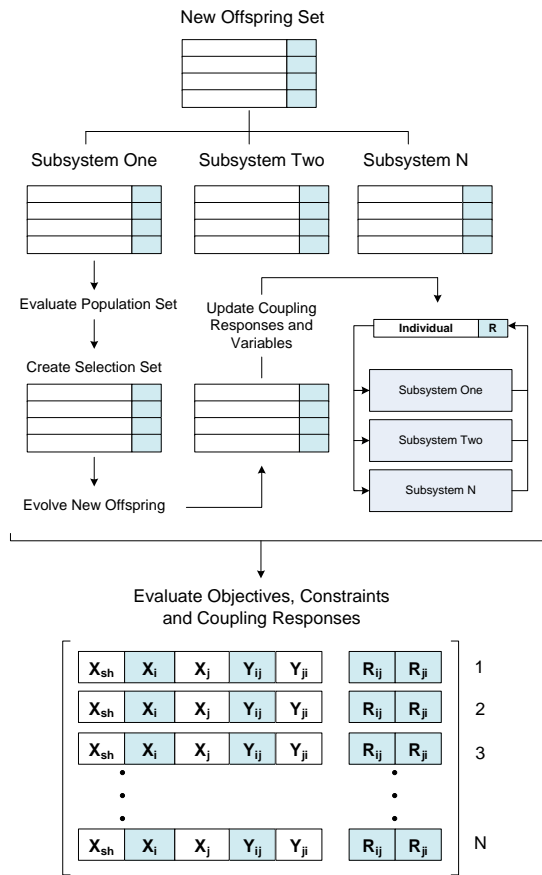 New Offspring Set
Subsystem One
Subsystem Two
Subsystem N
Evaluate Population Set
Create Selection Set
Evolve New Offspring
Update Coupling
Responses and
Variables
Individual R
Subsystem One
Subsystem Two
Subsystem N
Evaluate Objectives, Constraints
and Coupling Responses
Xsh Xi Xj Yij Yji Rij Rji 1
Xsh Xi Xj Yij Yji Rij Rji 2
Xsh Xi Xj Yij Yji Rij Rji 3
Xsh Xi Xj Yij Yji Rij Rji N